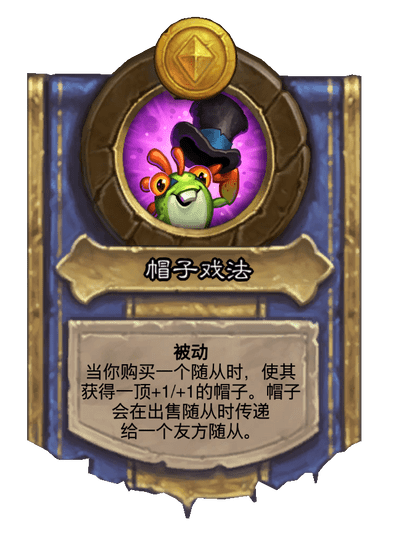 帽子戏法
被动
当你购买一个随从时，使其
获得一顶+1/+1的帽子。帽子
会在出售随从时传递
给一个友方随从。